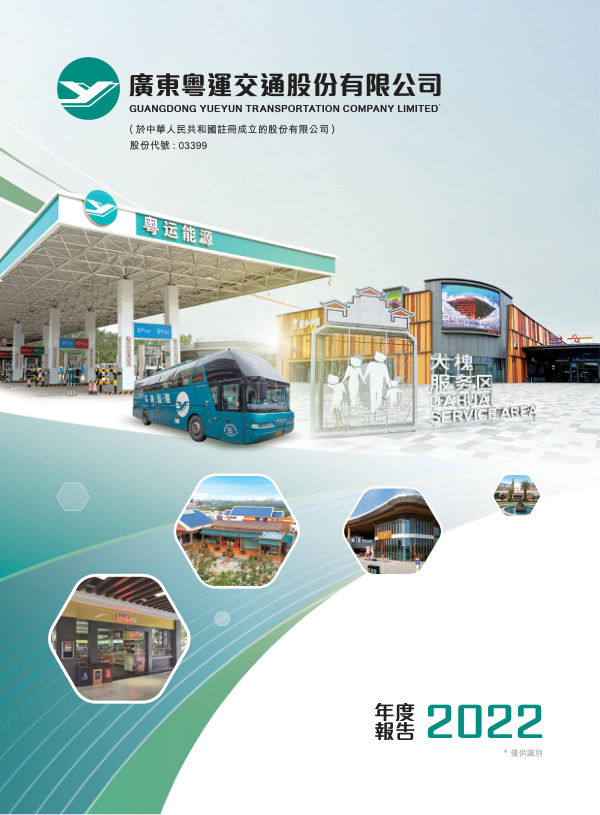 廣東粵運交通股份有限公司
GUANGDONG YUEYUN TRANSPORTATION COMPANY LIMITED*
(於中華人民共和國註冊成立的股份有限公司)
股份代號 : 03399
粤运能源
大槐
服务区
DAHUAI
SERVICE AREA
年度
報告 2022
* 僅供識別